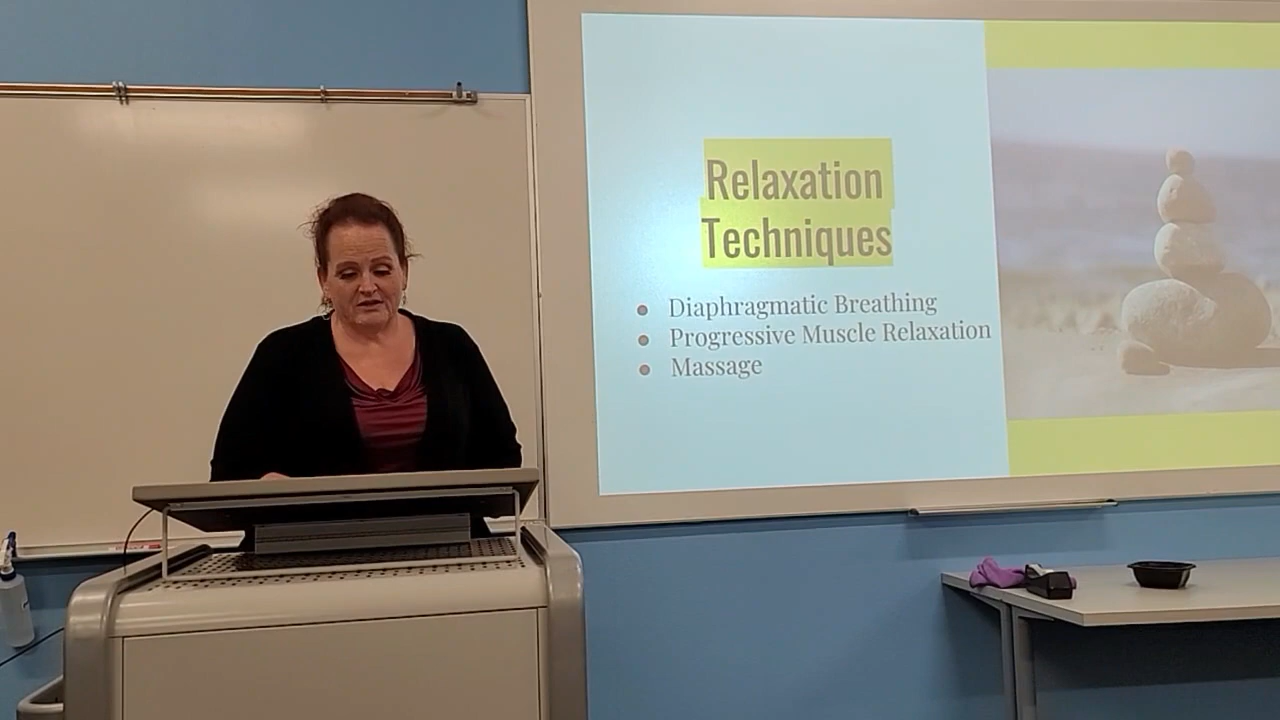 Relaxation
Techniques
Diaphragmatic Breathing
Progressive Muscle Relaxation
Massage